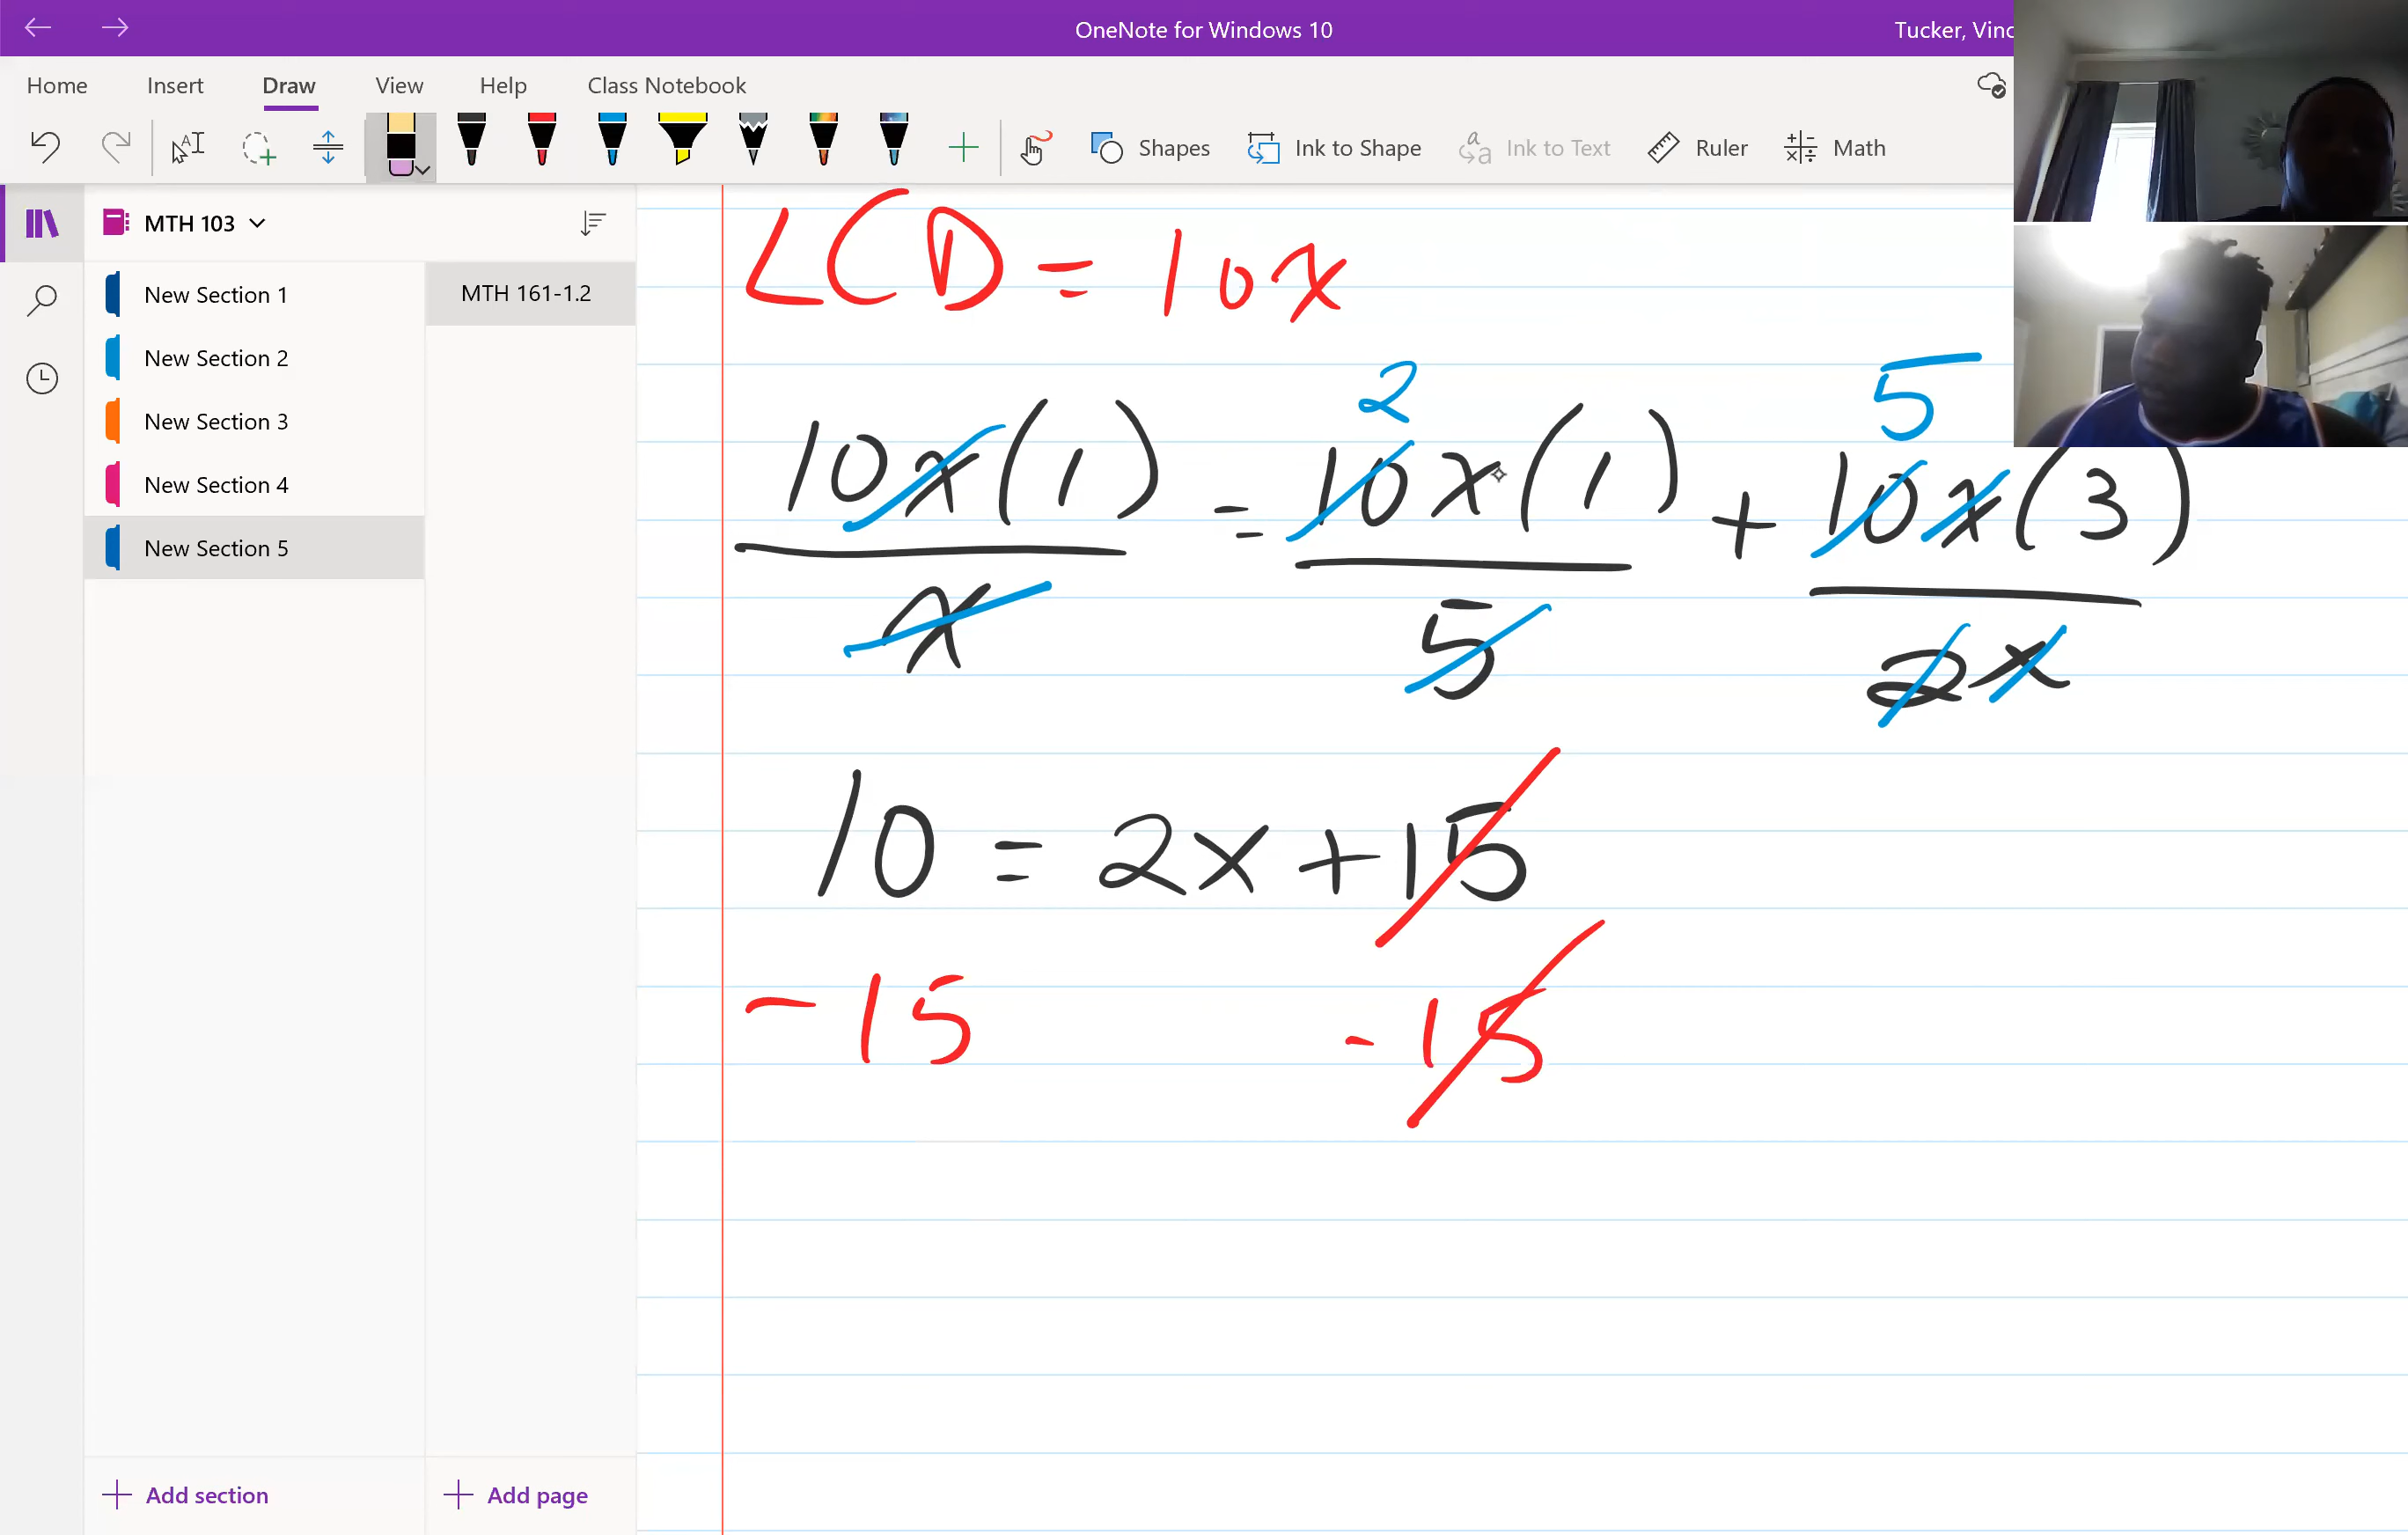 OneNote for Windows 10
Tucker, Vinc
Home Insert Draw View Help Class Notebook
Shapes Ink to Shape Ink to Text Ruler Math
MTH 103
New Section 1
New Section 2
New Section 3
New Section 4
New Section 5
MTH 161-1.2
LCD = 10x
2 5
10x(1) = 10x(1) + 10x(3)
x 5 2x
10 = 2x + 15
- 15 - 15
Add section
Add page